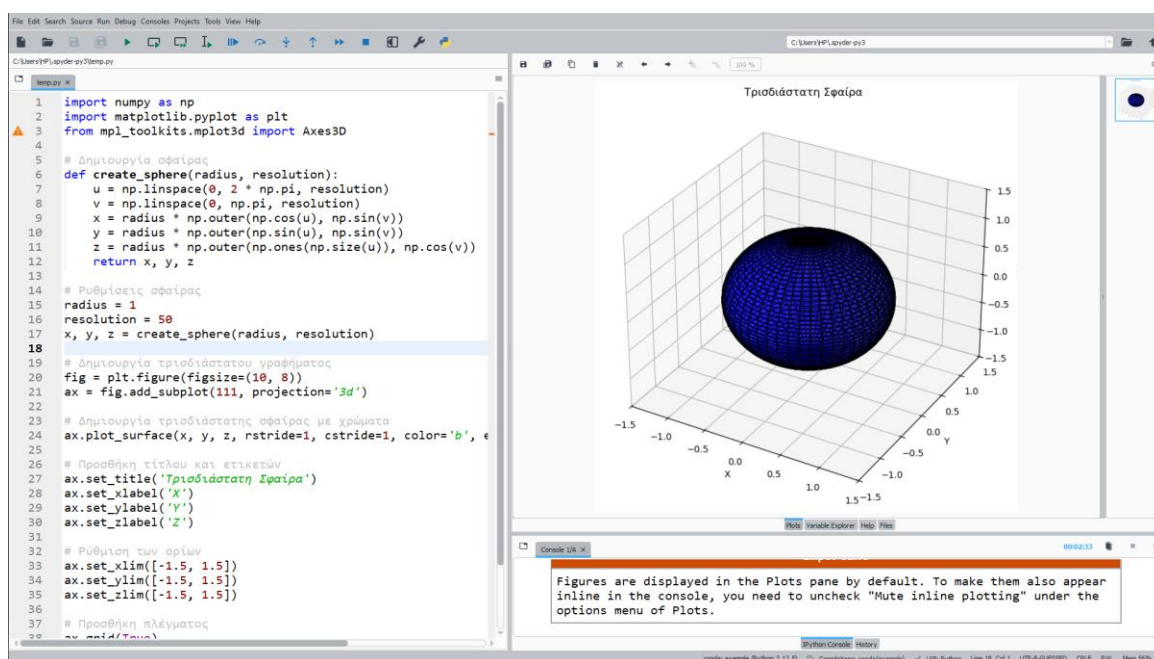 File Edit Search Source Run Debug Consoles Projects Tools View Help
C:\Users\HP\.spyder-py3
C:\Users\HP\.spyder-py3\temp.py
temp.py
1 import numpy as np
2 import matplotlib.pyplot as plt
3 from mpl_toolkits.mplot3d import Axes3D
4
5 # Δημιουργία σφαίρας
6 def create_sphere(radius, resolution):
7 u = np.linspace(0, 2 * np.pi, resolution)
8 v = np.linspace(0, np.pi, resolution)
9 x = radius * np.outer(np.cos(u), np.sin(v))
10 y = radius * np.outer(np.sin(u), np.sin(v))
11 z = radius * np.outer(np.ones(np.size(u)), np.cos(v))
12 return x, y, z
13
14 # Ρυθμίσεις σφαίρας
15 radius = 1
16 resolution = 50
17 x, y, z = create_sphere(radius, resolution)
18
19 # Δημιουργία τρισδιάστατου γραφήματος
20 fig = plt.figure(figsize=(10, 8))
21 ax = fig.add_subplot(111, projection='3d')
22
23 # Δημιουργία τρισδιάστατης σφαίρας με χρώματα
24 ax.plot_surface(x, y, z, rstride=1, cstride=1, color='b', e
25
26 # Προσθήκη τίτλου και ετικετών
27 ax.set_title('Τρισδιάστατη Σφαίρα')
28 ax.set_xlabel('X')
29 ax.set_ylabel('Y')
30 ax.set_zlabel('Z')
31
32 # Ρύθμιση των ορίων
33 ax.set_xlim([-1.5, 1.5])
34 ax.set_ylim([-1.5, 1.5])
35 ax.set_zlim([-1.5, 1.5])
36
37 # Προσθήκη πλέγματος
38 ax.grid(True)
109 %
Τρισδιάστατη Σφαίρα
1.5
1.0
0.5
0.0
−0.5
−1.0
−1.5
1.5
1.0
0.5
0.0
Y
−0.5
−1.0
−1.5
−1.5
−1.0
−0.5
0.0
X
0.5
1.0
1.5
Plots Variable Explorer Help Files
Console 1/A
00:02:33
Figures are displayed in the Plots pane by default. To make them also appear
inline in the console, you need to uncheck "Mute inline plotting" under the
options menu of Plots.
IPython Console History